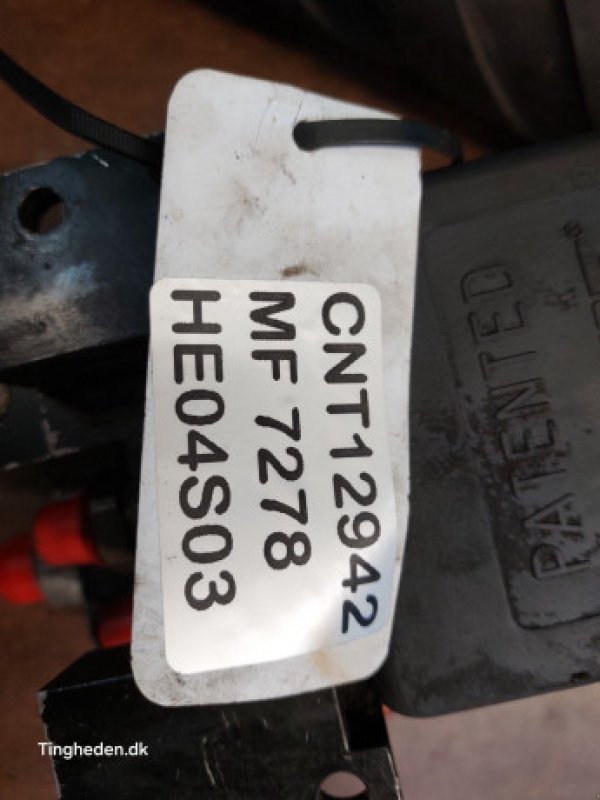 CNT12942
MF 7278
HE04S03
PATENTED
Tingheden.dk